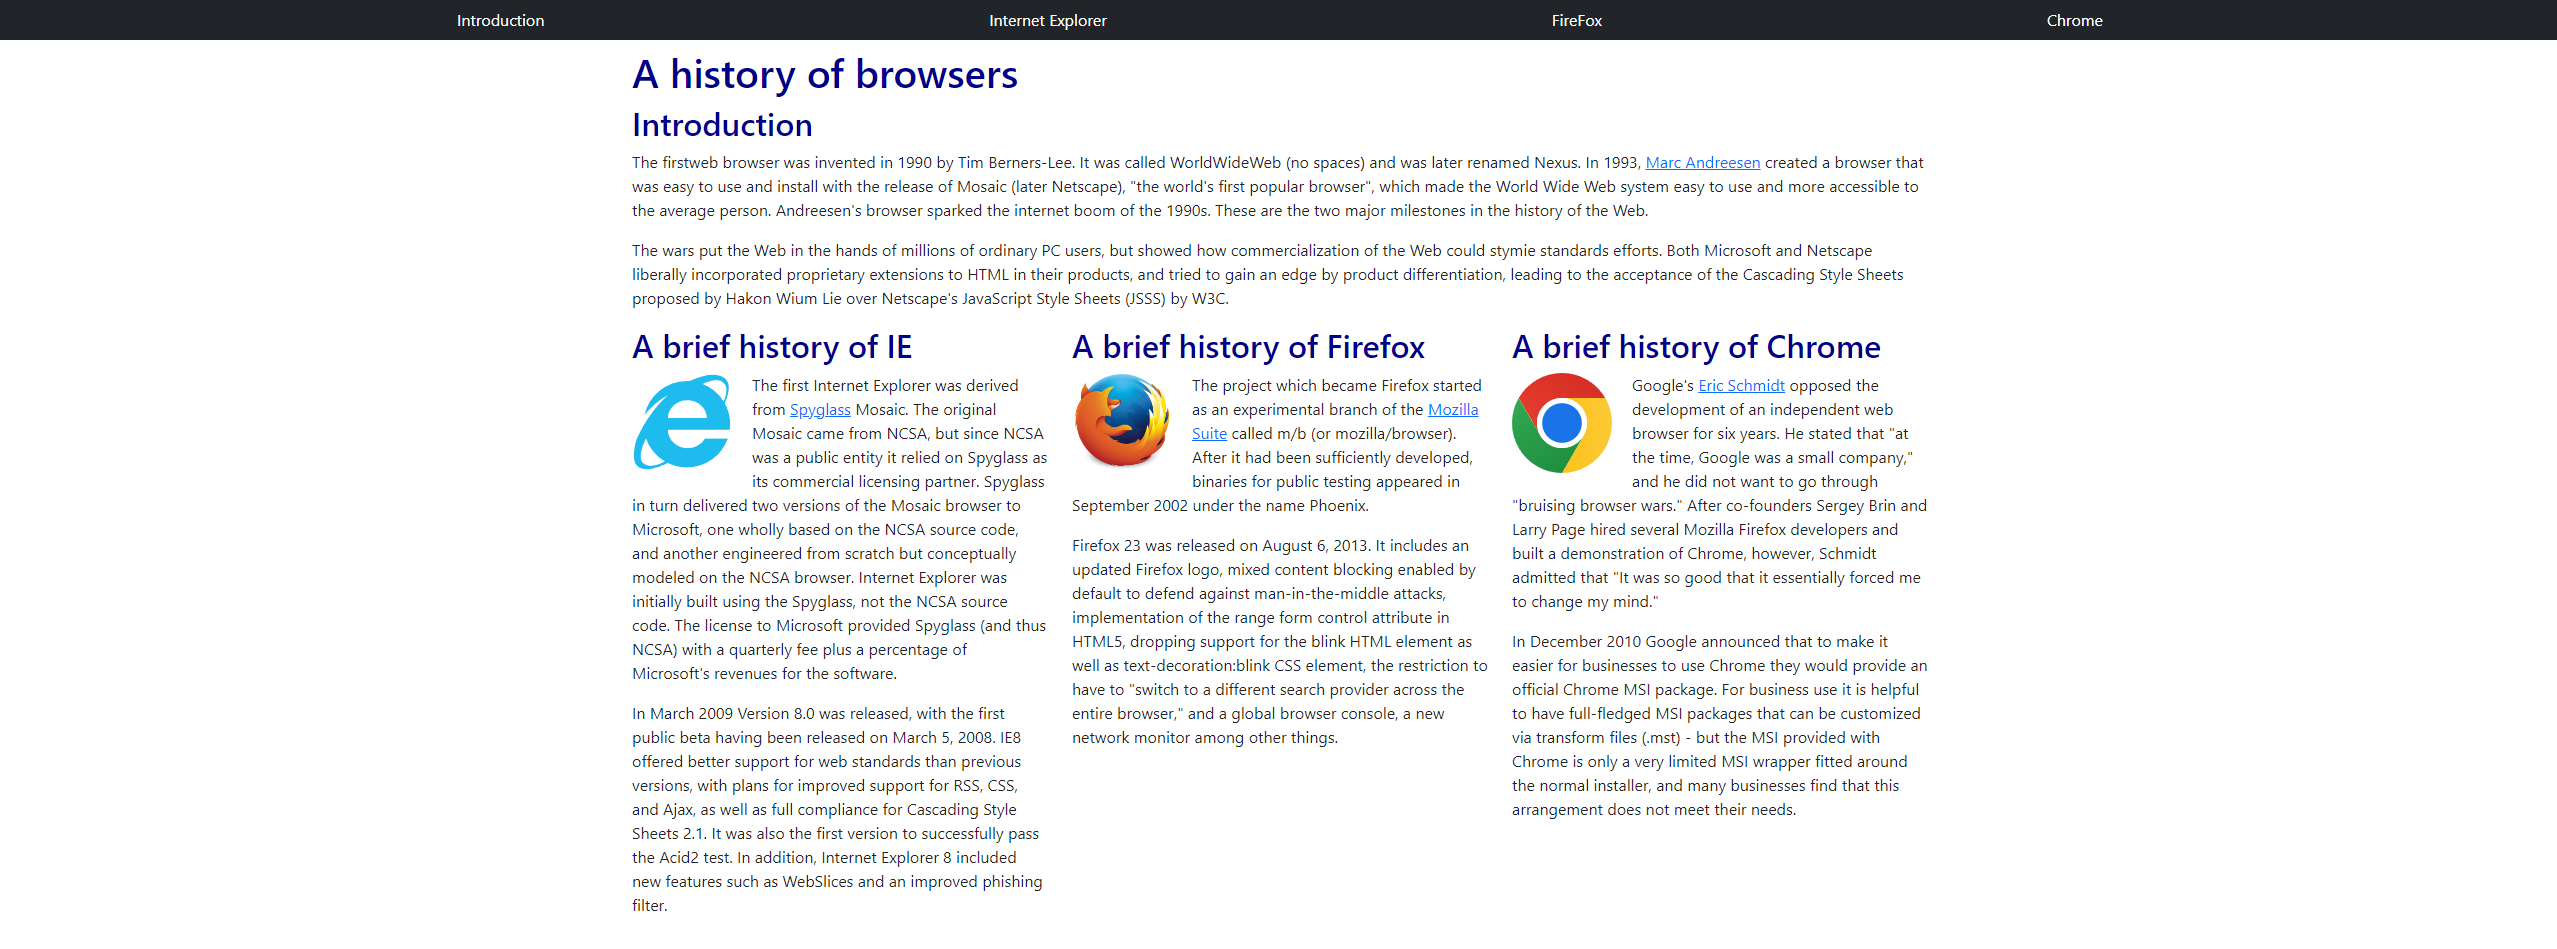 Introduction
Internet Explorer
FireFox
Chrome
A history of browsers
Introduction
The firstweb browser was invented in 1990 by Tim Berners-Lee. It was called WorldWideWeb (no spaces) and was later renamed Nexus. In 1993, Marc Andreesen created a browser that
was easy to use and install with the release of Mosaic (later Netscape), "the world's first popular browser", which made the World Wide Web system easy to use and more accessible to
the average person. Andreesen's browser sparked the internet boom of the 1990s. These are the two major milestones in the history of the Web.
The wars put the Web in the hands of millions of ordinary PC users, but showed how commercialization of the Web could stymie standards efforts. Both Microsoft and Netscape
liberally incorporated proprietary extensions to HTML in their products, and tried to gain an edge by product differentiation, leading to the acceptance of the Cascading Style Sheets
proposed by Hakon Wium Lie over Netscape's JavaScript Style Sheets (JSSS) by W3C.
A brief history of IE
The first Internet Explorer was derived
from Spyglass Mosaic. The original
Mosaic came from NCSA, but since NCSA
was a public entity it relied on Spyglass as
its commercial licensing partner. Spyglass
in turn delivered two versions of the Mosaic browser to
Microsoft, one wholly based on the NCSA source code,
and another engineered from scratch but conceptually
modeled on the NCSA browser. Internet Explorer was
initially built using the Spyglass, not the NCSA source
code. The license to Microsoft provided Spyglass (and thus
NCSA) with a quarterly fee plus a percentage of
Microsoft's revenues for the software.
In March 2009 Version 8.0 was released, with the first
public beta having been released on March 5, 2008. IE8
offered better support for web standards than previous
versions, with plans for improved support for RSS, CSS,
and Ajax, as well as full compliance for Cascading Style
Sheets 2.1. It was also the first version to successfully pass
the Acid2 test. In addition, Internet Explorer 8 included
new features such as WebSlices and an improved phishing
filter.
A brief history of Firefox
The project which became Firefox started
as an experimental branch of the Mozilla
Suite called m/b (or mozilla/browser).
After it had been sufficiently developed,
binaries for public testing appeared in
September 2002 under the name Phoenix.
Firefox 23 was released on August 6, 2013. It includes an
updated Firefox logo, mixed content blocking enabled by
default to defend against man-in-the-middle attacks,
implementation of the range form control attribute in
HTML5, dropping support for the blink HTML element as
well as text-decoration:blink CSS element, the restriction to
have to "switch to a different search provider across the
entire browser," and a global browser console, a new
network monitor among other things.
A brief history of Chrome
Google's Eric Schmidt opposed the
development of an independent web
browser for six years. He stated that "at
the time, Google was a small company,"
and he did not want to go through
"bruising browser wars." After co-founders Sergey Brin and
Larry Page hired several Mozilla Firefox developers and
built a demonstration of Chrome, however, Schmidt
admitted that "It was so good that it essentially forced me
to change my mind."
In December 2010 Google announced that to make it
easier for businesses to use Chrome they would provide an
official Chrome MSI package. For business use it is helpful
to have full-fledged MSI packages that can be customized
via transform files (.mst) - but the MSI provided with
Chrome is only a very limited MSI wrapper fitted around
the normal installer, and many businesses find that this
arrangement does not meet their needs.